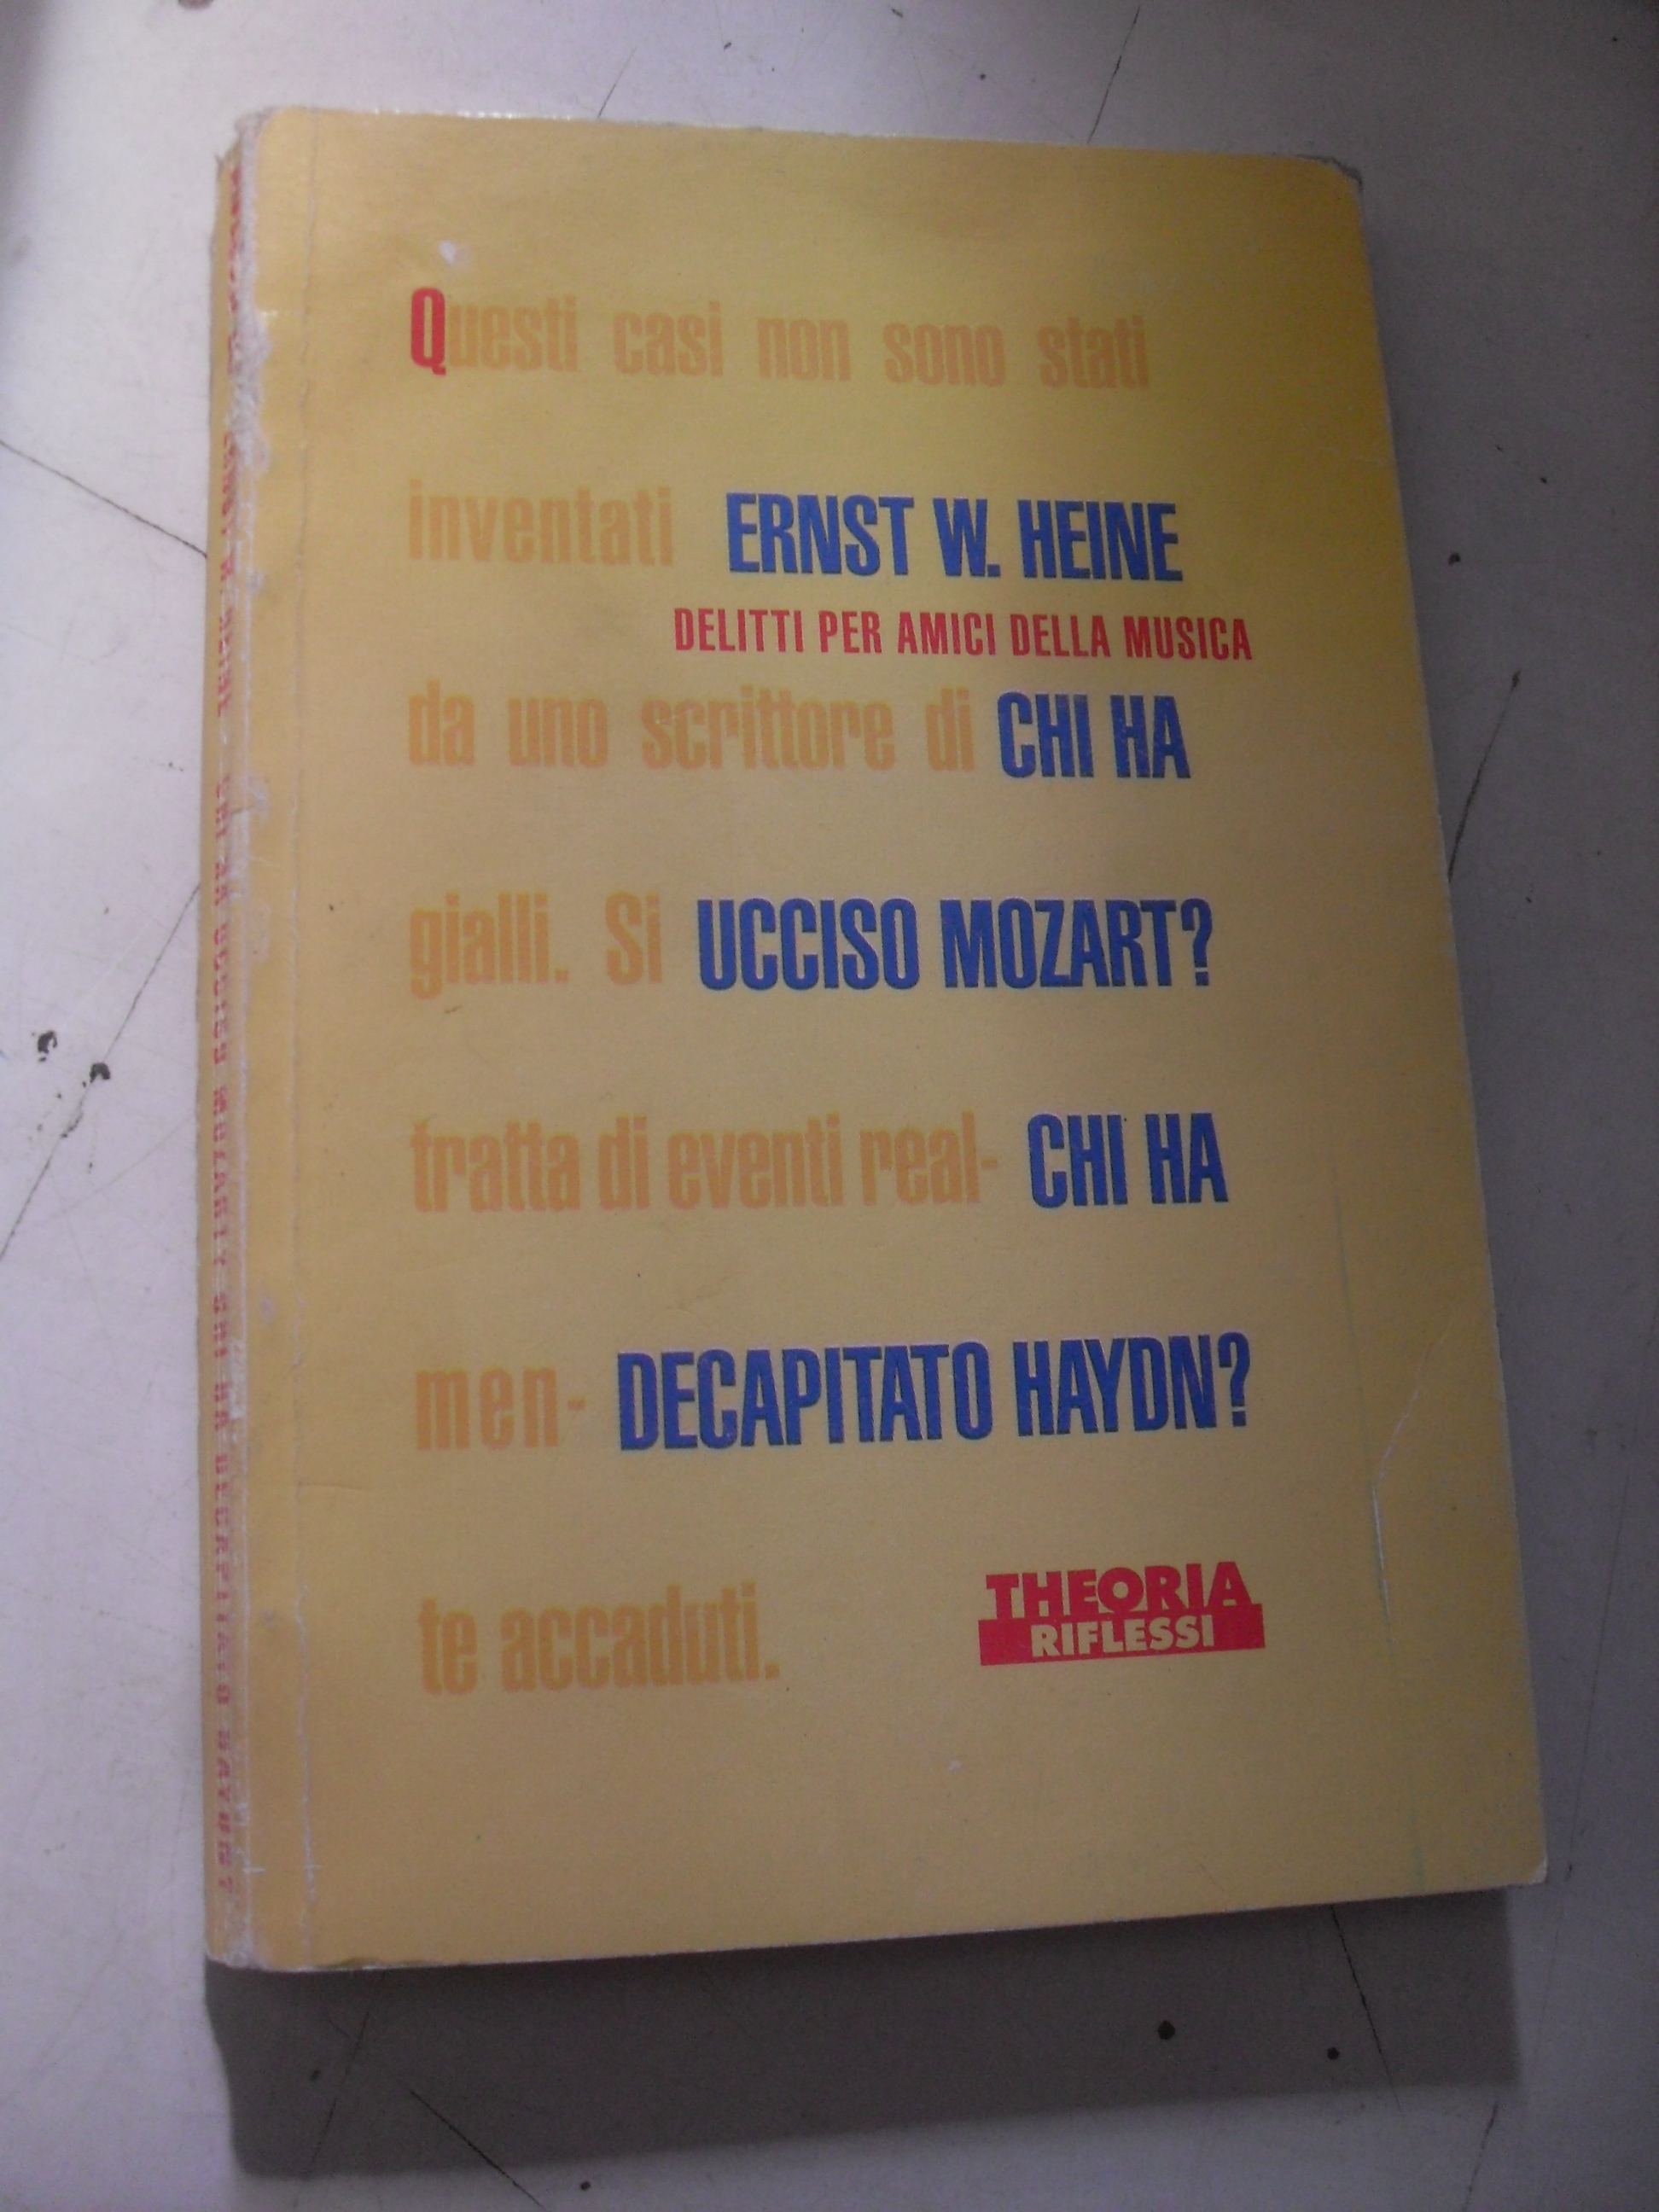 Questi casi non sono stati
inventati ERNST W. HEINE
DELITTI PER AMICI DELLA MUSICA
da uno scrittore di CHI HA
gialli. Si UCCISO MOZART?
tratta di eventi real- CHI HA
men- DECAPITATO HAYDN?
te accaduti.
THEORIA
RIFLESSI